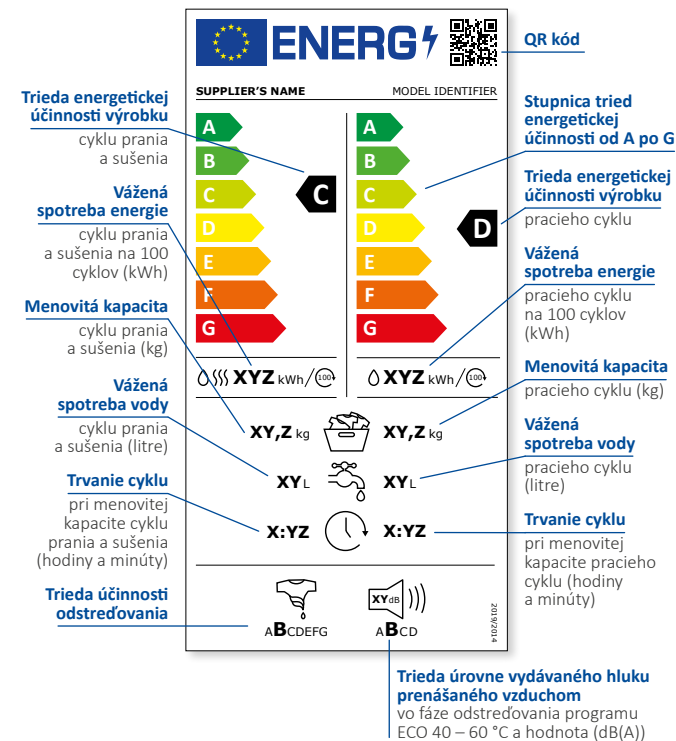 ENERG
QR kód
SUPPLIER'S NAME
MODEL IDENTIFIER
Trieda energetickej
účinnosti výrobku
cyklu prania
a sušenia
Vážená
spotreba energie
cyklu prania
a sušenia na 100
cyklov (kWh)
Menovitá kapacita
cyklu prania
a sušenia (kg)
Vážená
spotreba vody
cyklu prania
a sušenia (litre)
Trvanie cyklu
pri menovitej
kapacite cyklu
prania a sušenia
(hodiny a minúty)
Trieda účinnosti
odstreďovania
A
B
C
D
E
F
G
C
A
B
C
D
E
F
G
D
XYZ kWh/100
XYZ kWh/100
XY,Z kg
XY,Z kg
XY L
XY L
X:YZ
X:YZ
ABCDEFG
XY dB
ABCD
2019/2014
Stupnica tried
energetickej
účinnosti od A po G
Trieda energetickej
účinnosti výrobku
pracieho cyklu
Vážená
spotreba energie
pracieho cyklu
na 100 cyklov
(kWh)
Menovitá kapacita
pracieho cyklu (kg)
Vážená
spotreba vody
pracieho cyklu
(litre)
Trvanie cyklu
pri menovitej
kapacite pracieho
cyklu (hodiny
a minúty)
Trieda úrovne vydávaného hluku
prenášaného vzduchom
vo fáze odstreďovania programu
ECO 40 – 60 °C a hodnota (dB(A))